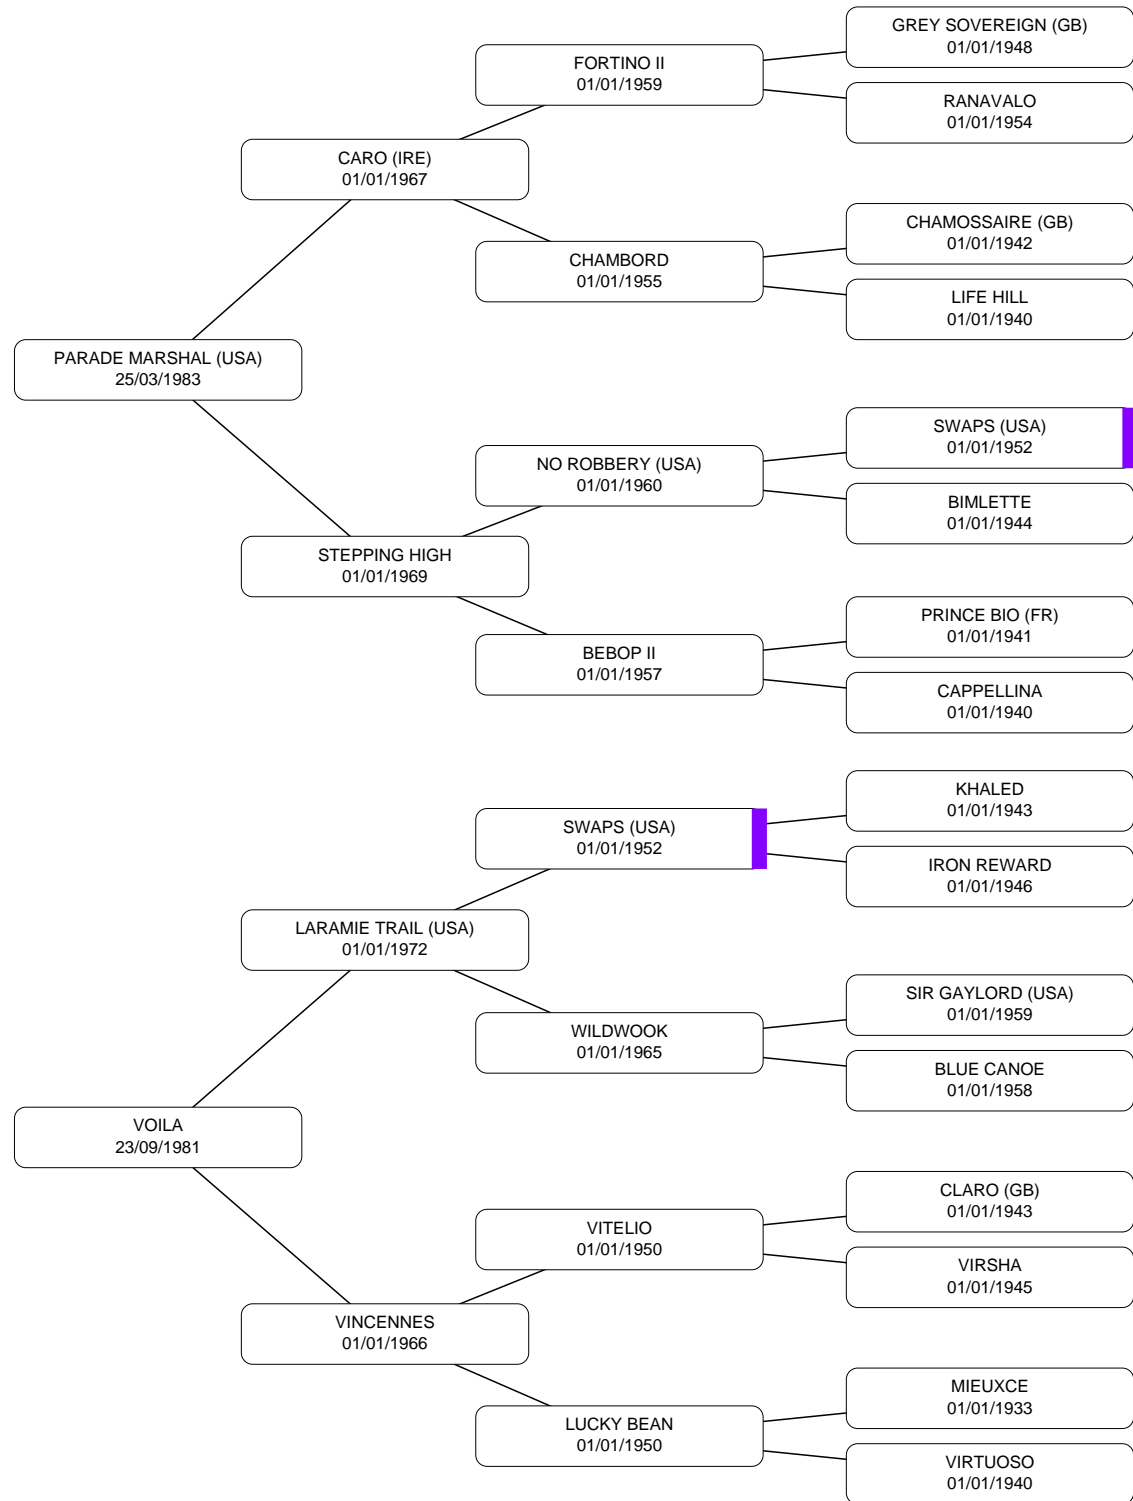 GREY SOVEREIGN (GB)
01/01/1948
FORTINO II
01/01/1959
RANAVALO
01/01/1954
CARO (IRE)
01/01/1967
CHAMOSSAIRE (GB)
01/01/1942
CHAMBORD
01/01/1955
LIFE HILL
01/01/1940
PARADE MARSHAL (USA)
25/03/1983
SWAPS (USA)
01/01/1952
NO ROBBERY (USA)
01/01/1960
BIMLETTE
01/01/1944
STEPPING HIGH
01/01/1969
PRINCE BIO (FR)
01/01/1941
BEBOP II
01/01/1957
CAPPELLINA
01/01/1940
KHALED
01/01/1943
SWAPS (USA)
01/01/1952
IRON REWARD
01/01/1946
LARAMIE TRAIL (USA)
01/01/1972
SIR GAYLORD (USA)
01/01/1959
WILDWOOK
01/01/1965
BLUE CANOE
01/01/1958
VOILA
23/09/1981
CLARO (GB)
01/01/1943
VITELIO
01/01/1950
VIRSHA
01/01/1945
VINCENNES
01/01/1966
MIEUXCE
01/01/1933
LUCKY BEAN
01/01/1950
VIRTUOSO
01/01/1940